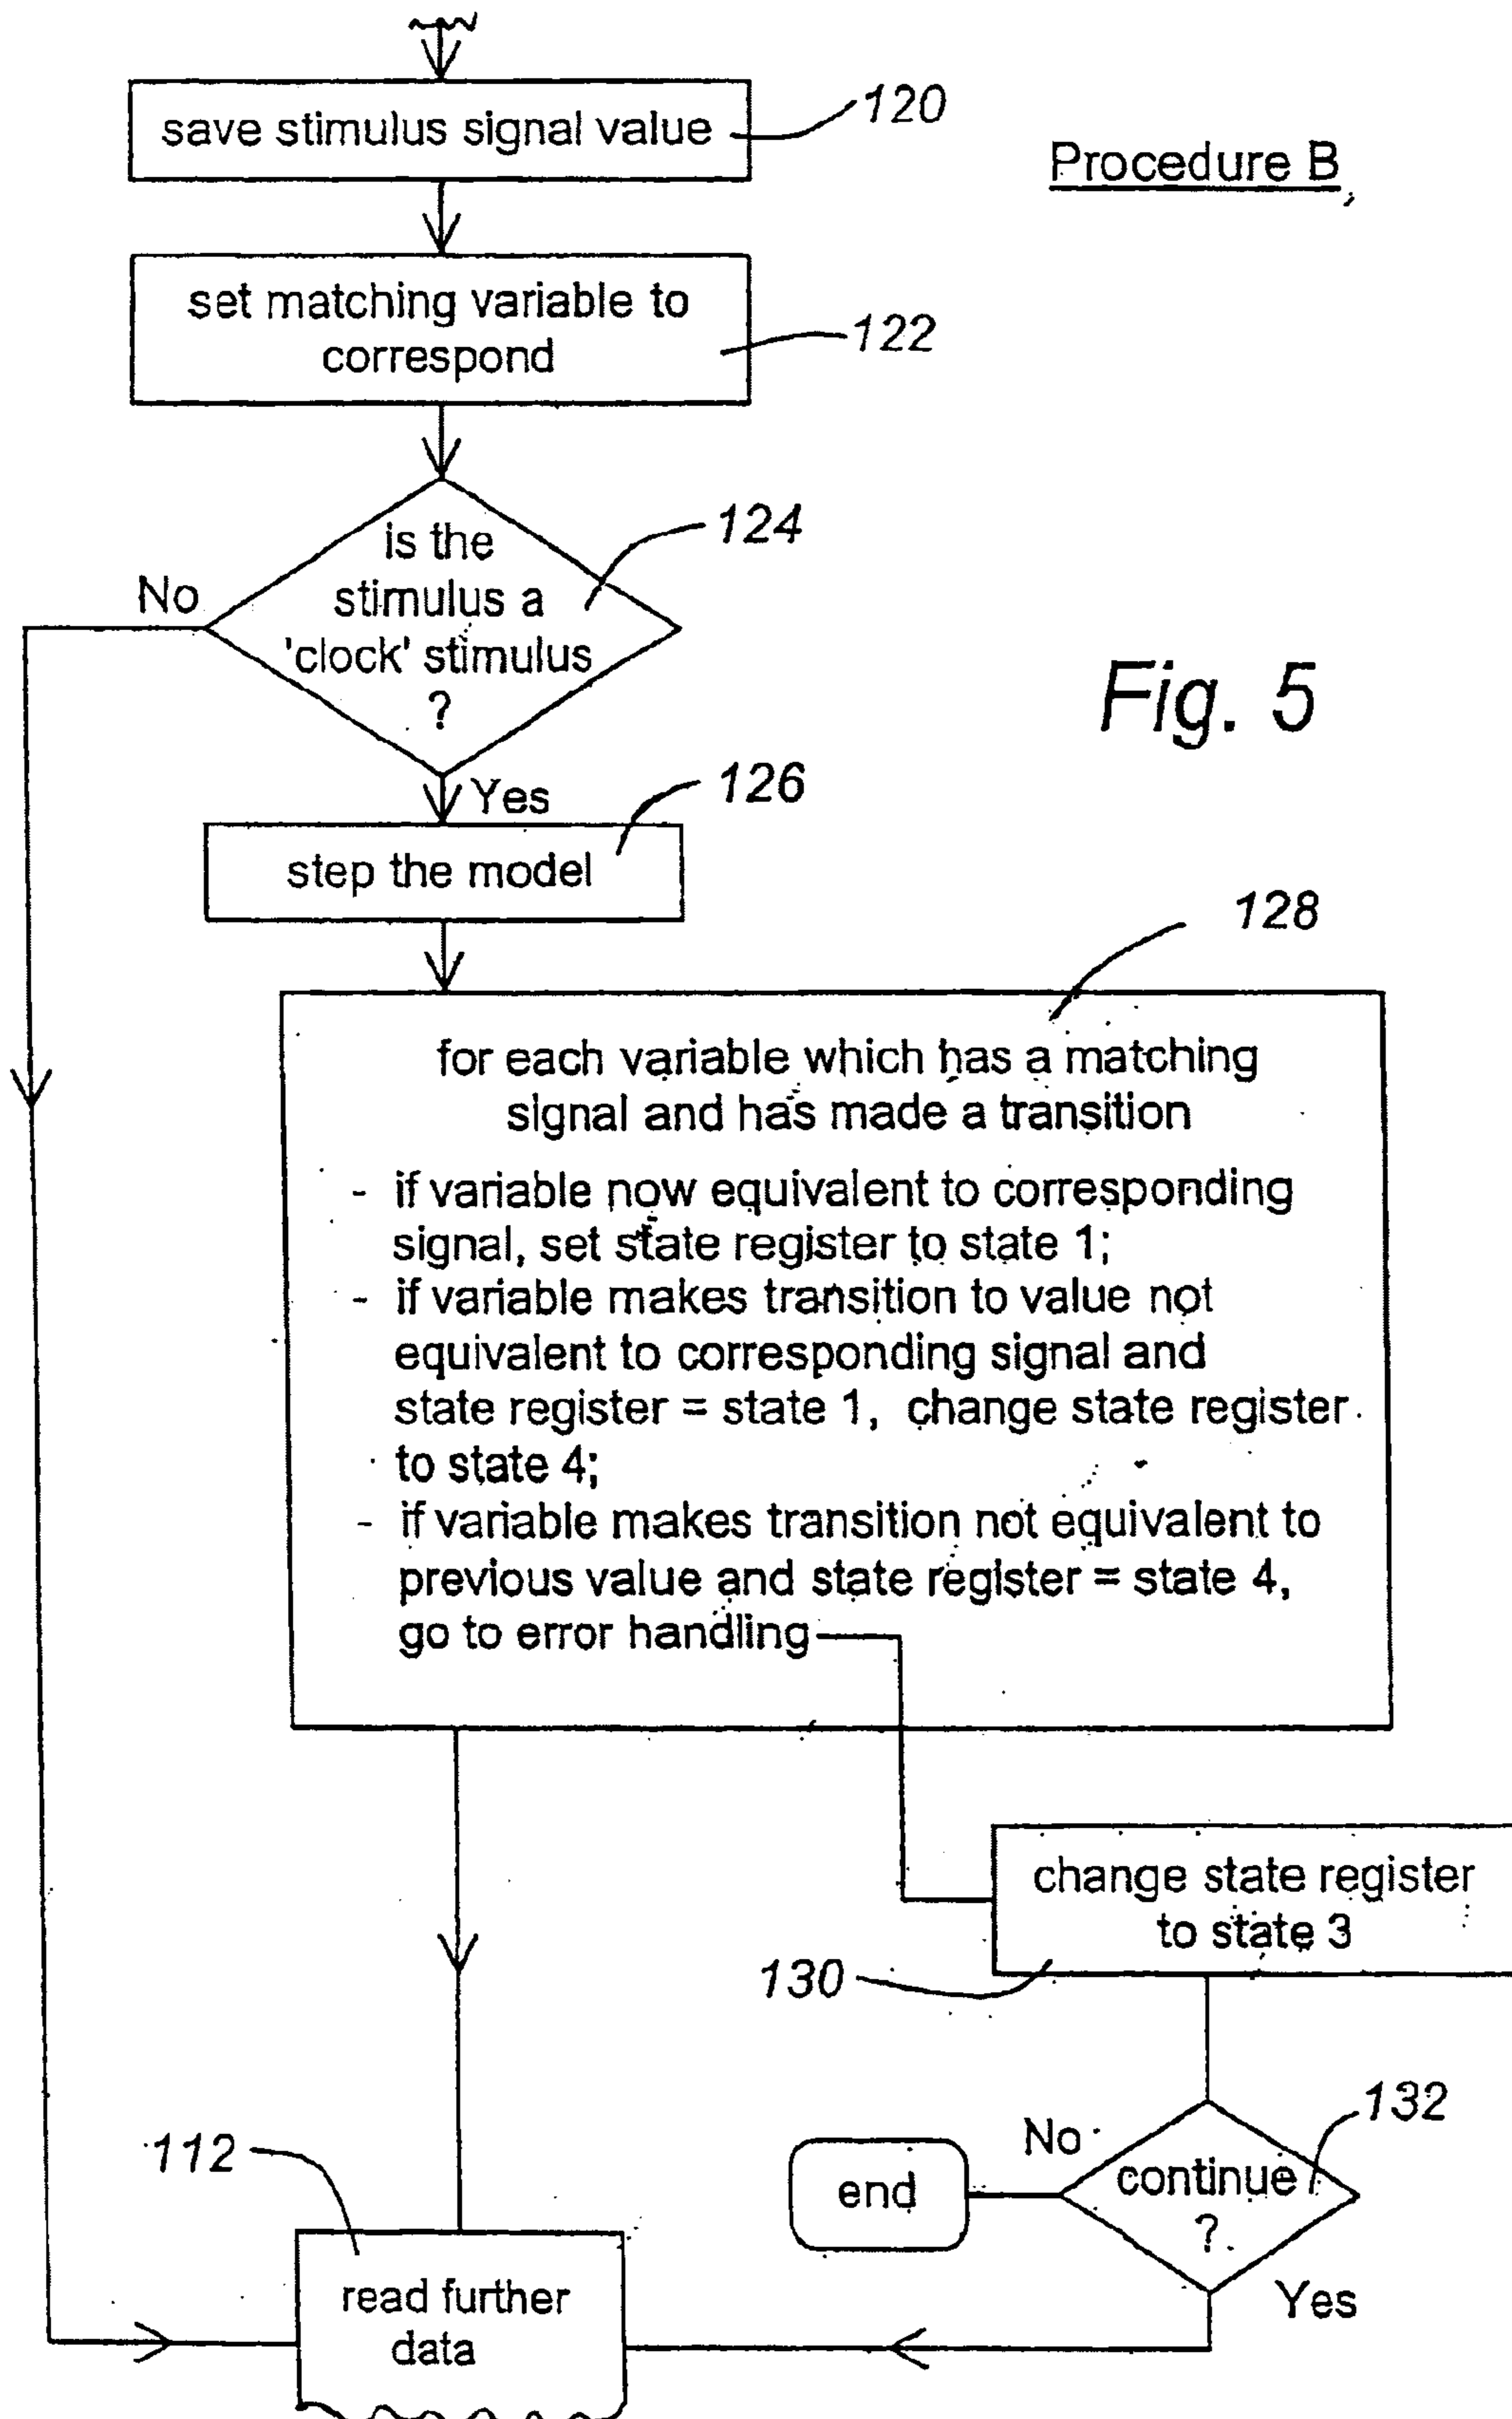 save stimulus signal value
120
Procedure B
set matching variable to
correspond
122
is the
stimulus a
'clock' stimulus
?
124
No
Fig. 5
Yes
126
step the model
128
for each variable which has a matching
signal and has made a transition
- if variable now equivalent to corresponding
signal, set state register to state 1;
- if variable makes transition to value not
equivalent to corresponding signal and
state register = state 1, change state register
to state 4;
- if variable makes transition not equivalent to
previous value and state register = state 4,
go to error handling
change state register
to state 3
130
132
No
continue
?
end
Yes
112
read further
data